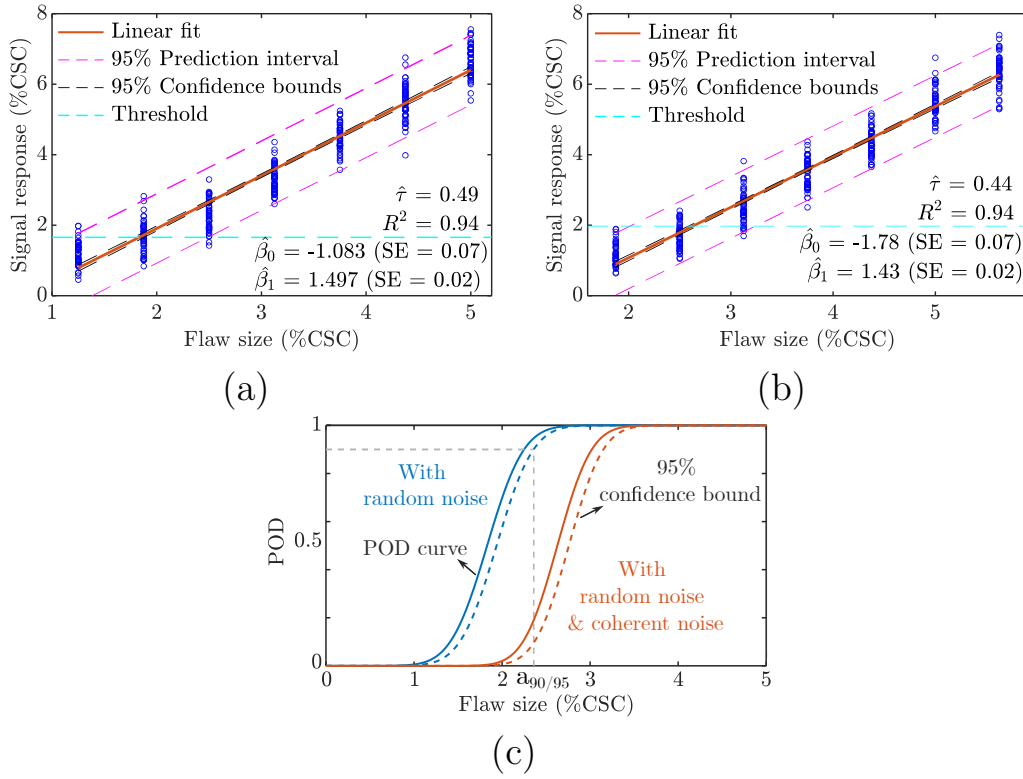 Signal response (%CSC)
8
6
4
2
0
Linear fit
95% Prediction interval
95% Confidence bounds
Threshold
τ̂ = 0.49
R² = 0.94
β̂₀ = -1.083 (SE = 0.07)
β̂₁ = 1.497 (SE = 0.02)
1 2 3 4 5
Flaw size (%CSC)
(a)
Signal response (%CSC)
8
6
4
2
0
Linear fit
95% Prediction interval
95% Confidence bounds
Threshold
τ̂ = 0.44
R² = 0.94
β̂₀ = -1.78 (SE = 0.07)
β̂₁ = 1.43 (SE = 0.02)
2 3 4 5
Flaw size (%CSC)
(b)
POD
1
0.5
0
With
random noise
POD curve
95%
confidence bound
With
random noise
& coherent noise
0 1 2 3 4 5
a₉₀/₉₅
Flaw size (%CSC)
(c)